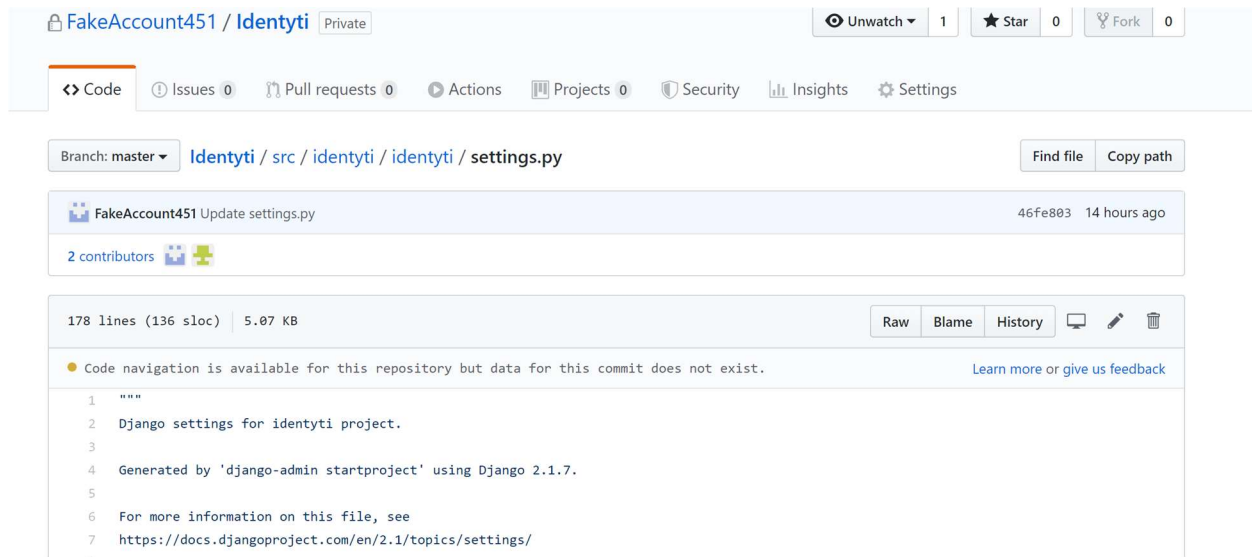 FakeAccount451 / Identyti Private Unwatch 1 Star 0 Fork 0
Code Issues 0 Pull requests 0 Actions Projects 0 Security Insights Settings
Branch: master Identyti / src / identyti / identyti / settings.py Find file Copy path
FakeAccount451 Update settings.py 46fe803 14 hours ago
2 contributors
178 lines (136 sloc) 5.07 KB Raw Blame History
Code navigation is available for this repository but data for this commit does not exist. Learn more or give us feedback
1 """
2 Django settings for identyti project.
3
4 Generated by 'django-admin startproject' using Django 2.1.7.
5
6 For more information on this file, see
7 https://docs.djangoproject.com/en/2.1/topics/settings/